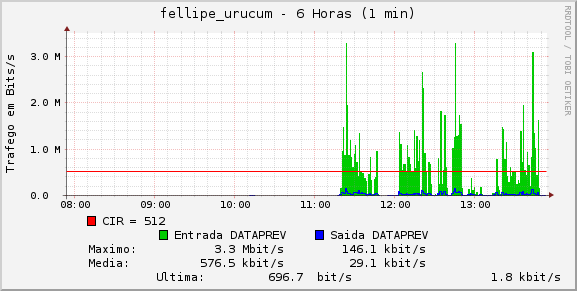 fellipe_urucum - 6 Horas (1 min)
RRDTOOL / TOBI OETIKER
Trafego em Bits/s
3.0 M
2.0 M
1.0 M
0.0
08:00 09:00 10:00 11:00 12:00 13:00
CIR = 512
Entrada DATAPREV Saida DATAPREV
Maximo: 3.3 Mbit/s 146.1 kbit/s
Media: 576.5 kbit/s 29.1 kbit/s
Ultima: 696.7 bit/s 1.8 kbit/s